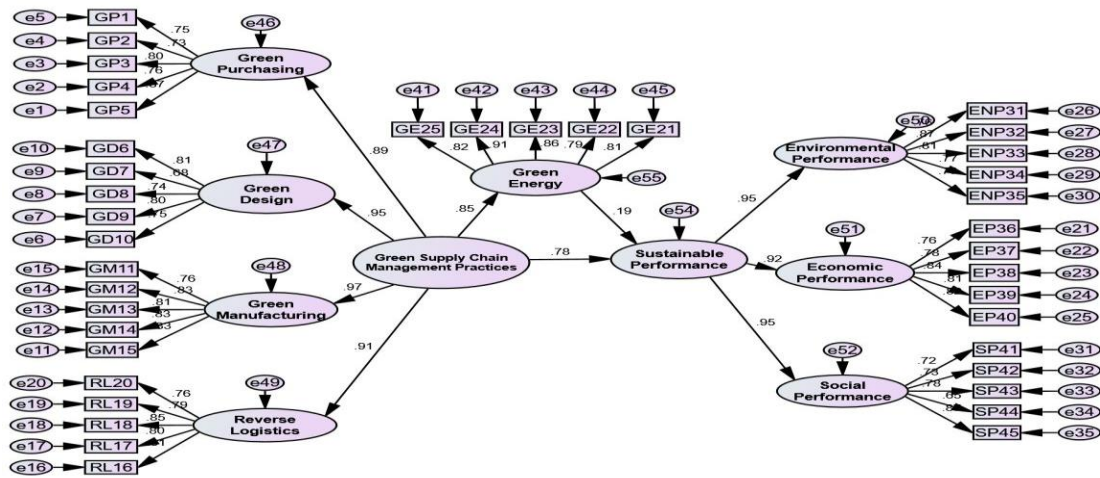 e5 GP1
e4 GP2
e3 GP3
e2 GP4
e1 GP5
.75
.73
.80
.76
e46
Green
Purchasing
e10 GD6
e9 GD7
e8 GD8
e7 GD9
e6 GD10
.81
.68
.74
.80
e47
Green
Design
e15 GM11
e14 GM12
e13 GM13
e12 GM14
e11 GM15
.76
.83
.81
.83
e48
Green
Manufacturing
e20 RL20
e19 RL19
e18 RL18
e17 RL17
e16 RL16
.76
.79
.85
.80
e49
Reverse
Logistics
.89
.95
.97
.91
Green Supply Chain
Management Practices
.85
.78
e41 e42 e43 e44 e45
GE25 GE24 GE23 GE22 GE21
.82 .91 .86 .79 .81
Green
Energy
e55
.19
e54
Sustainable
Performance
.95
.92
.95
e50
Environmental
Performance
.87
.81
.77
ENP31 e26
ENP32 e27
ENP33 e28
ENP34 e29
ENP35 e30
e51
Economic
Performance
.76
.78
.84
.81
EP36 e21
EP37 e22
EP38 e23
EP39 e24
EP40 e25
e52
Social
Performance
.72
.73
.78
.65
SP41 e31
SP42 e32
SP43 e33
SP44 e34
SP45 e35